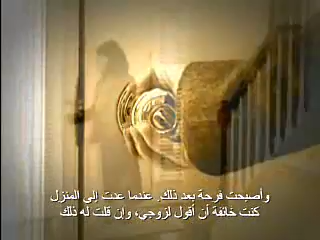 وأصبحت فرحة بعد ذلك. عندما عدت إلى المنزل
كنت خائفة أن أقول لزوجي، وإن قلت له ذلك